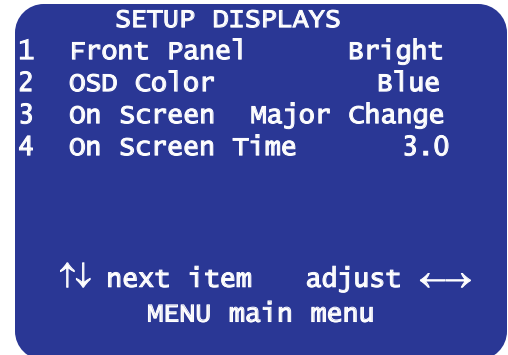 SETUP DISPLAYS
1 Front Panel Bright
2 OSD Color Blue
3 On Screen Major Change
4 On Screen Time 3.0
↑↓ next item adjust ←→
MENU main menu